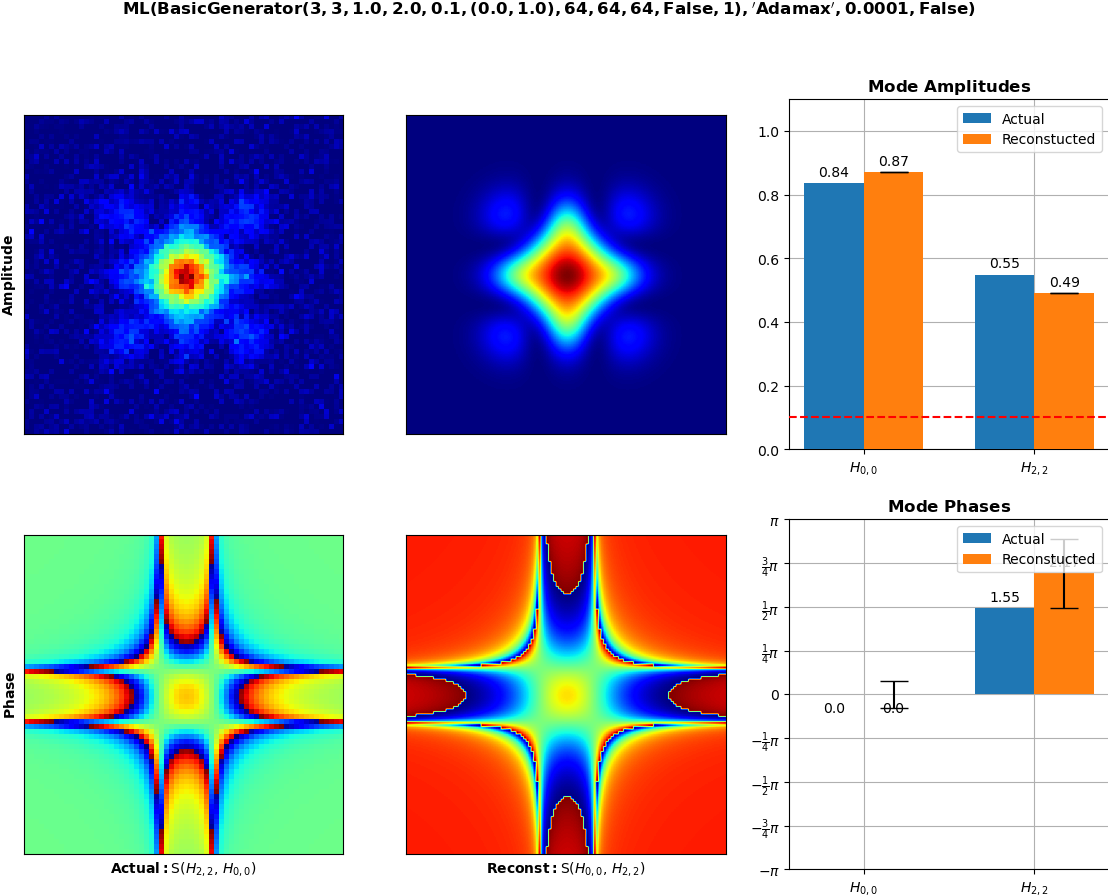 ML(BasicGenerator(3, 3, 1.0, 2.0, 0.1, (0.0, 1.0), 64, 64, 64, False, 1), 'Adamax', 0.0001, False)
Mode Amplitudes
Actual
Reconstucted
1.0
0.8
0.6
0.4
0.2
0.0
0.84
0.87
0.55
0.49
H0,0
H2,2
Amplitude
Mode Phases
Actual
Reconstucted
π
3/4π
1/2π
1/4π
0
−1/4π
−1/2π
−3/4π
−π
0.0
0.0
1.55
H0,0
H2,2
Phase
Actual: S(H2,2, H0,0)
Reconst: S(H0,0, H2,2)